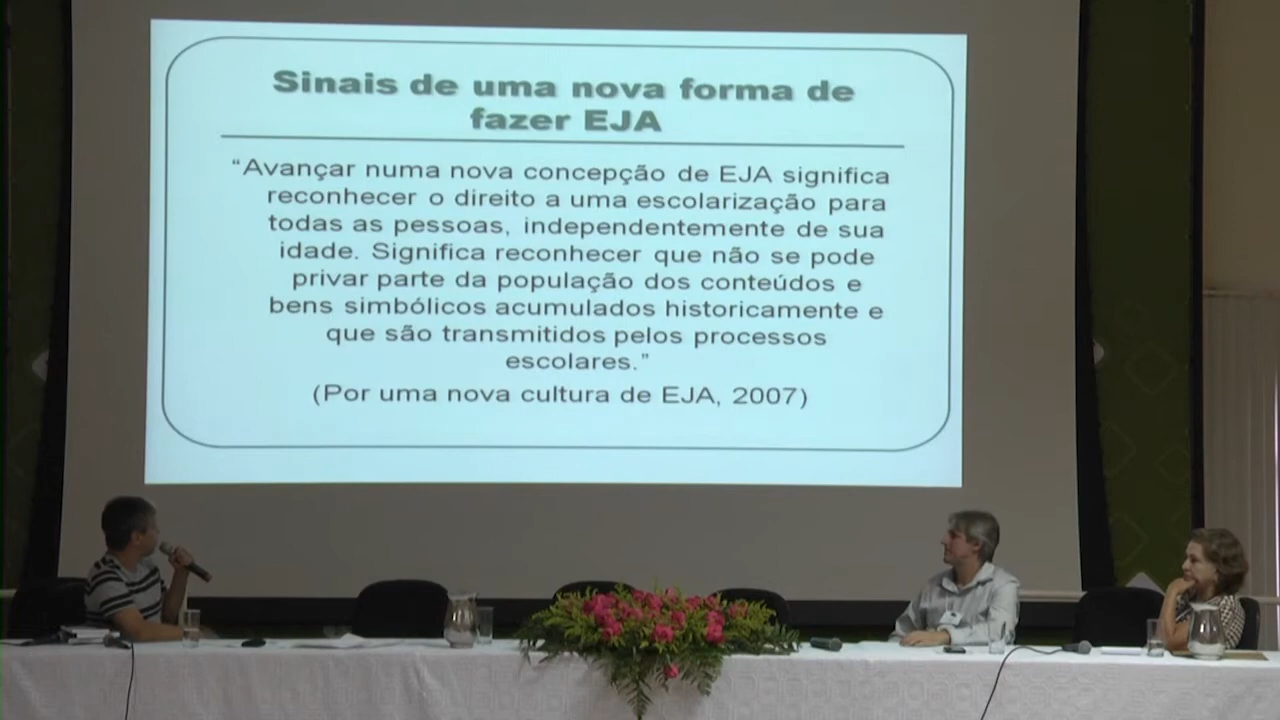 Sinais de uma nova forma de
fazer EJA
“Avançar numa nova concepção de EJA significa
reconhecer o direito a uma escolarização para
todas as pessoas, independentemente de sua
idade. Significa reconhecer que não se pode
privar parte da população dos conteúdos e
bens simbólicos acumulados historicamente e
que são transmitidos pelos processos
escolares.”
(Por uma nova cultura de EJA, 2007)